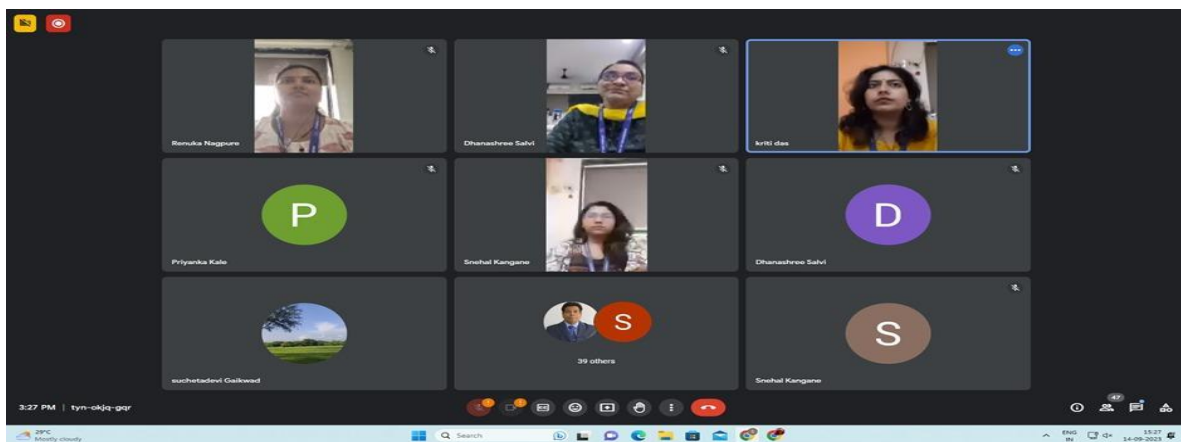 Renuka Nagpure
Dhanashree Salvi
kriti das
P
Priyanka Kale
Snehal Kangane
D
Dhanashree Salvi
suchetadevi Gaikwad
S
39 others
S
Snehal Kangane
3:27 PM | tyn-okjq-gqr
47
29°C
Mostly cloudy
Search
ENG
IN
15:27
14-09-2023